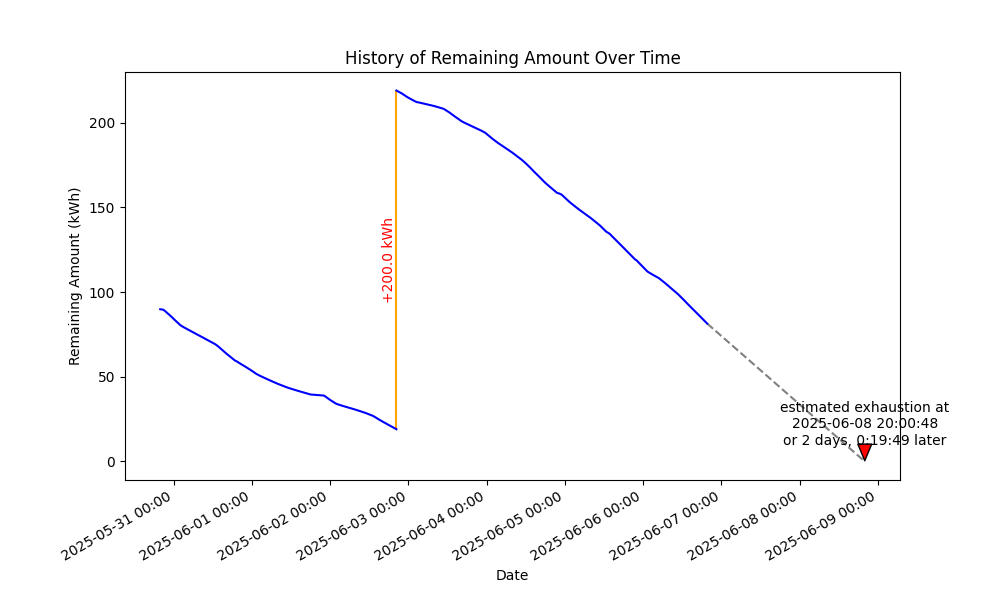 History of Remaining Amount Over Time
Remaining Amount (kWh)
200
150
100
50
0
+200.0 kWh
estimated exhaustion at
2025-06-08 20:00:48
or 2 days, 0:19:49 later
2025-05-31 00:00
2025-06-01 00:00
2025-06-02 00:00
2025-06-03 00:00
2025-06-04 00:00
2025-06-05 00:00
2025-06-06 00:00
2025-06-07 00:00
2025-06-08 00:00
2025-06-09 00:00
Date